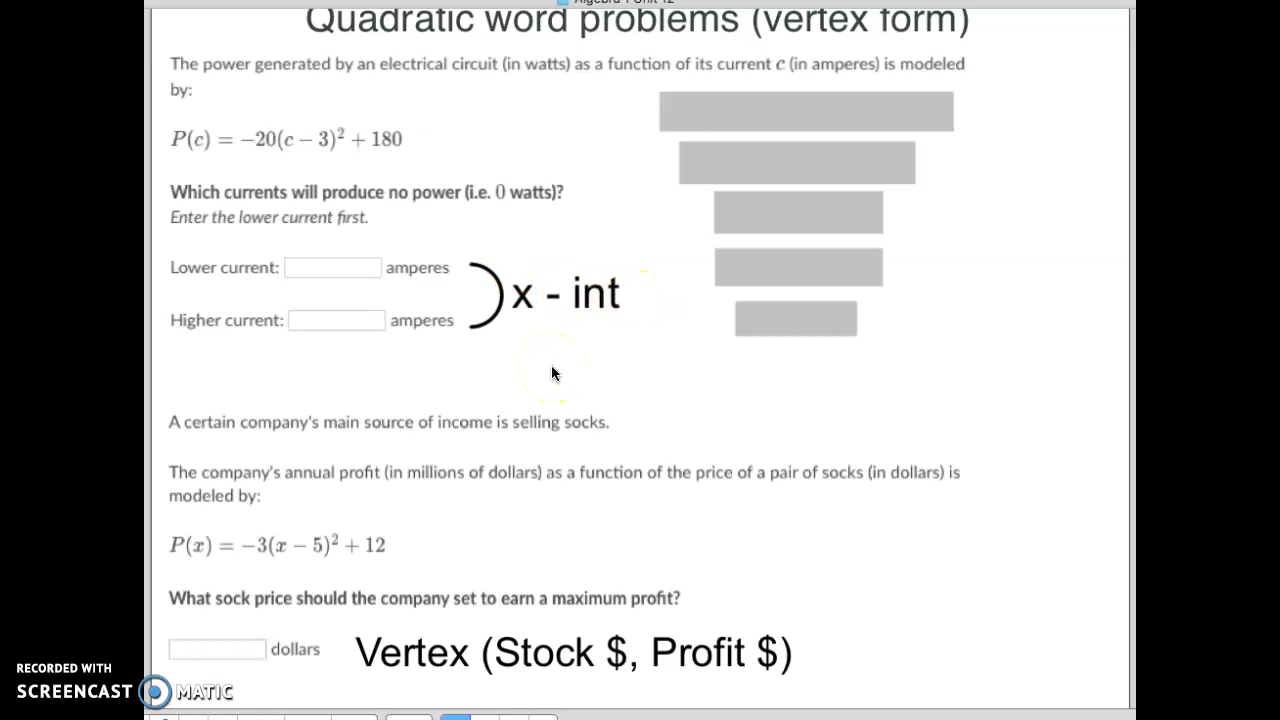 Quadratic word problems (vertex form)
The power generated by an electrical circuit (in watts) as a function of its current c (in amperes) is modeled
by:
P(c) = −20(c − 3)² + 180
Which currents will produce no power (i.e. 0 watts)?
Enter the lower current first.
Lower current: amperes
Higher current: amperes
x - int
A certain company's main source of income is selling socks.
The company's annual profit (in millions of dollars) as a function of the price of a pair of socks (in dollars) is
modeled by:
P(x) = −3(x − 5)² + 12
What sock price should the company set to earn a maximum profit?
dollars
Vertex (Stock $, Profit $)
RECORDED WITH
SCREENCAST MATIC